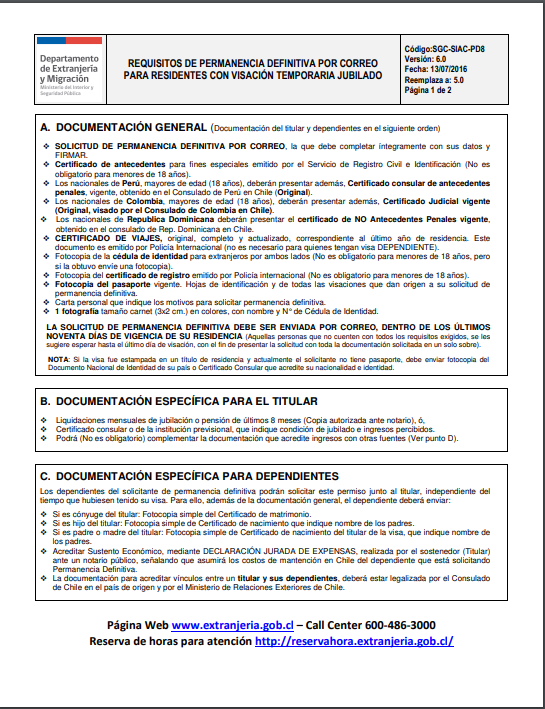 Departamento
de Extranjería
y Migración
Ministerio del Interior y
Seguridad Pública
REQUISITOS DE PERMANENCIA DEFINITIVA POR CORREO
PARA RESIDENTES CON VISACIÓN TEMPORARIA JUBILADO
Código:SGC-SIAC-PD8
Versión: 6.0
Fecha: 13/07/2016
Reemplaza a: 5.0
Página 1 de 2
A. DOCUMENTACIÓN GENERAL (Documentación del titular y dependientes en el siguiente orden)
❖ SOLICITUD DE PERMANENCIA DEFINITIVA POR CORREO, la que debe completar íntegramente con sus datos y
FIRMAR.
❖ Certificado de antecedentes para fines especiales emitido por el Servicio de Registro Civil e Identificación (No es
obligatorio para menores de 18 años).
❖ Los nacionales de Perú, mayores de edad (18 años), deberán presentar además, Certificado consular de antecedentes
penales, vigente, obtenido en el Consulado de Perú en Chile (Original).
❖ Los nacionales de Colombia, mayores de edad (18 años), deberán presentar además, Certificado Judicial vigente
(Original, visado por el Consulado de Colombia en Chile).
❖ Los nacionales de Republica Dominicana deberán presentar el certificado de NO Antecedentes Penales vigente,
obtenido en el consulado de Rep. Dominicana en Chile.
❖ CERTIFICADO DE VIAJES, original, completo y actualizado, correspondiente al último año de residencia. Este
documento es emitido por Policía Internacional (no es necesario para quienes tengan visa DEPENDIENTE).
❖ Fotocopia de la cédula de identidad para extranjeros por ambos lados (No es obligatorio para menores de 18 años, pero
si la obtuvo envíe una fotocopia).
❖ Fotocopia del certificado de registro emitido por Policía internacional (No es obligatorio para menores de 18 años).
❖ Fotocopia del pasaporte vigente. Hojas de identificación y de todas las visaciones que dan origen a su solicitud de
permanencia definitiva.
❖ Carta personal que indique los motivos para solicitar permanencia definitiva.
❖ 1 fotografía tamaño carnet (3x2 cm.) en colores, con nombre y N° de Cédula de Identidad.
LA SOLICITUD DE PERMANENCIA DEFINITIVA DEBE SER ENVIADA POR CORREO, DENTRO DE LOS ÚLTIMOS
NOVENTA DÍAS DE VIGENCIA DE SU RESIDENCIA (Aquellas personas que no cuenten con todos los requisitos exigidos, se les
sugiere esperar hasta el último día de visación, con el fin de presentar la solicitud con toda la documentación solicitada en un solo sobre).
NOTA: Si la visa fue estampada en un título de residencia y actualmente el solicitante no tiene pasaporte, debe enviar fotocopia del
Documento Nacional de Identidad de su país o Certificado Consular que acredite su nacionalidad e identidad.
B. DOCUMENTACIÓN ESPECÍFICA PARA EL TITULAR
❖ Liquidaciones mensuales de jubilación o pensión de últimos 8 meses (Copia autorizada ante notario), ó,
❖ Certificado consular o de la institución previsional, que indique condición de jubilado e ingresos percibidos.
❖ Podrá (No es obligatorio) complementar la documentación que acredite ingresos con otras fuentes (Ver punto D).
C. DOCUMENTACIÓN ESPECÍFICA PARA DEPENDIENTES
Los dependientes del solicitante de permanencia definitiva podrán solicitar este permiso junto al titular, independiente del
tiempo que hubiesen tenido su visa. Para ello, además de la documentación general, el dependiente deberá enviar:
❖ Si es cónyuge del titular: Fotocopia simple del Certificado de matrimonio.
❖ Si es hijo del titular: Fotocopia simple de Certificado de nacimiento que indique nombre de los padres.
❖ Si es padre o madre del titular: Fotocopia simple de Certificado de nacimiento del titular de la visa, que indique nombre de
los padres.
❖ Acreditar Sustento Económico, mediante DECLARACIÓN JURADA DE EXPENSAS, realizada por el sostenedor (Titular)
ante un notario público, señalando que asumirá los costos de mantención en Chile del dependiente que está solicitando
Permanencia Definitiva.
❖ La documentación para acreditar vínculos entre un titular y sus dependientes, deberá estar legalizada por el Consulado
de Chile en el país de origen y por el Ministerio de Relaciones Exteriores de Chile.
Página Web www.extranjeria.gob.cl – Call Center 600-486-3000
Reserva de horas para atención http://reservahora.extranjeria.gob.cl/